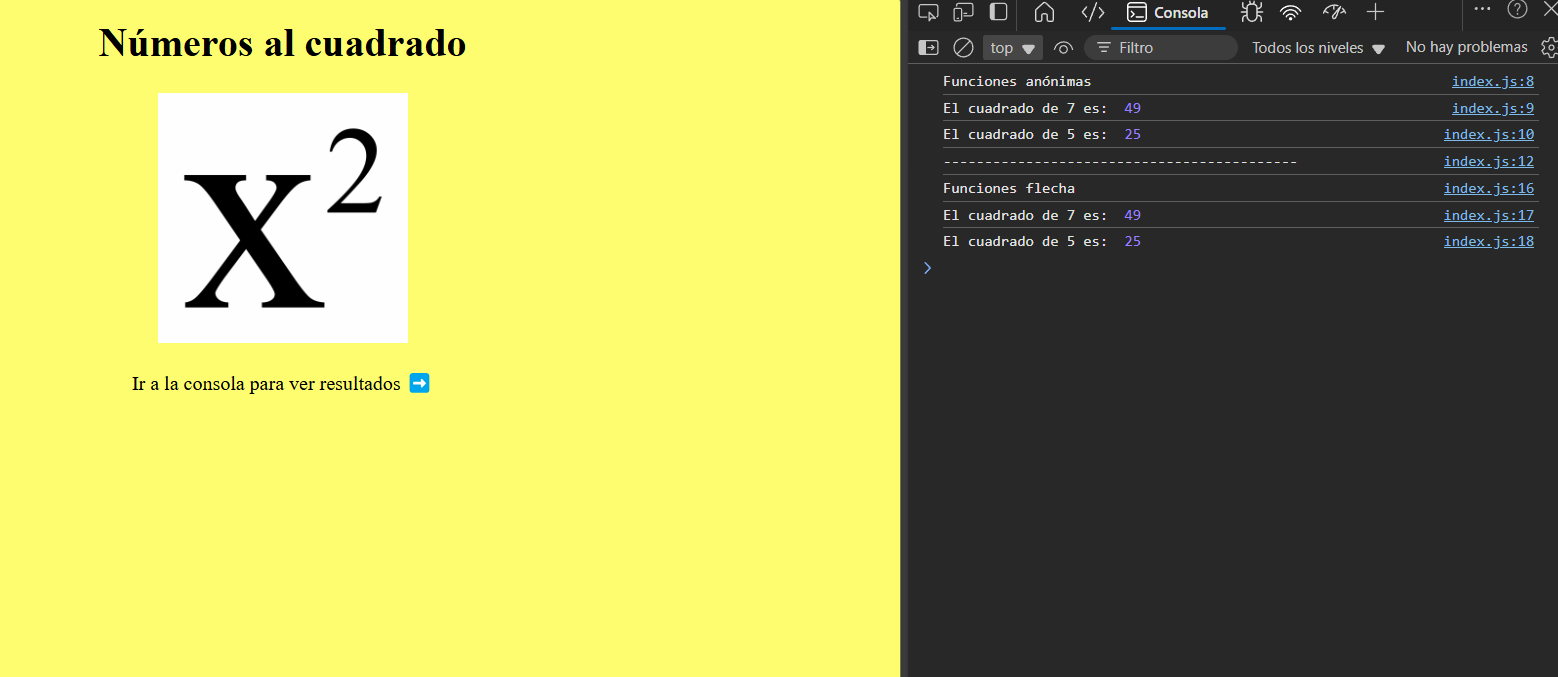 Números al cuadrado
x²
Ir a la consola para ver resultados ➡️
Consola
top
Filtro
Todos los niveles
No hay problemas
Funciones anónimas index.js:8
El cuadrado de 7 es: 49 index.js:9
El cuadrado de 5 es: 25 index.js:10
------------------------------------------- index.js:12
Funciones flecha index.js:16
El cuadrado de 7 es: 49 index.js:17
El cuadrado de 5 es: 25 index.js:18